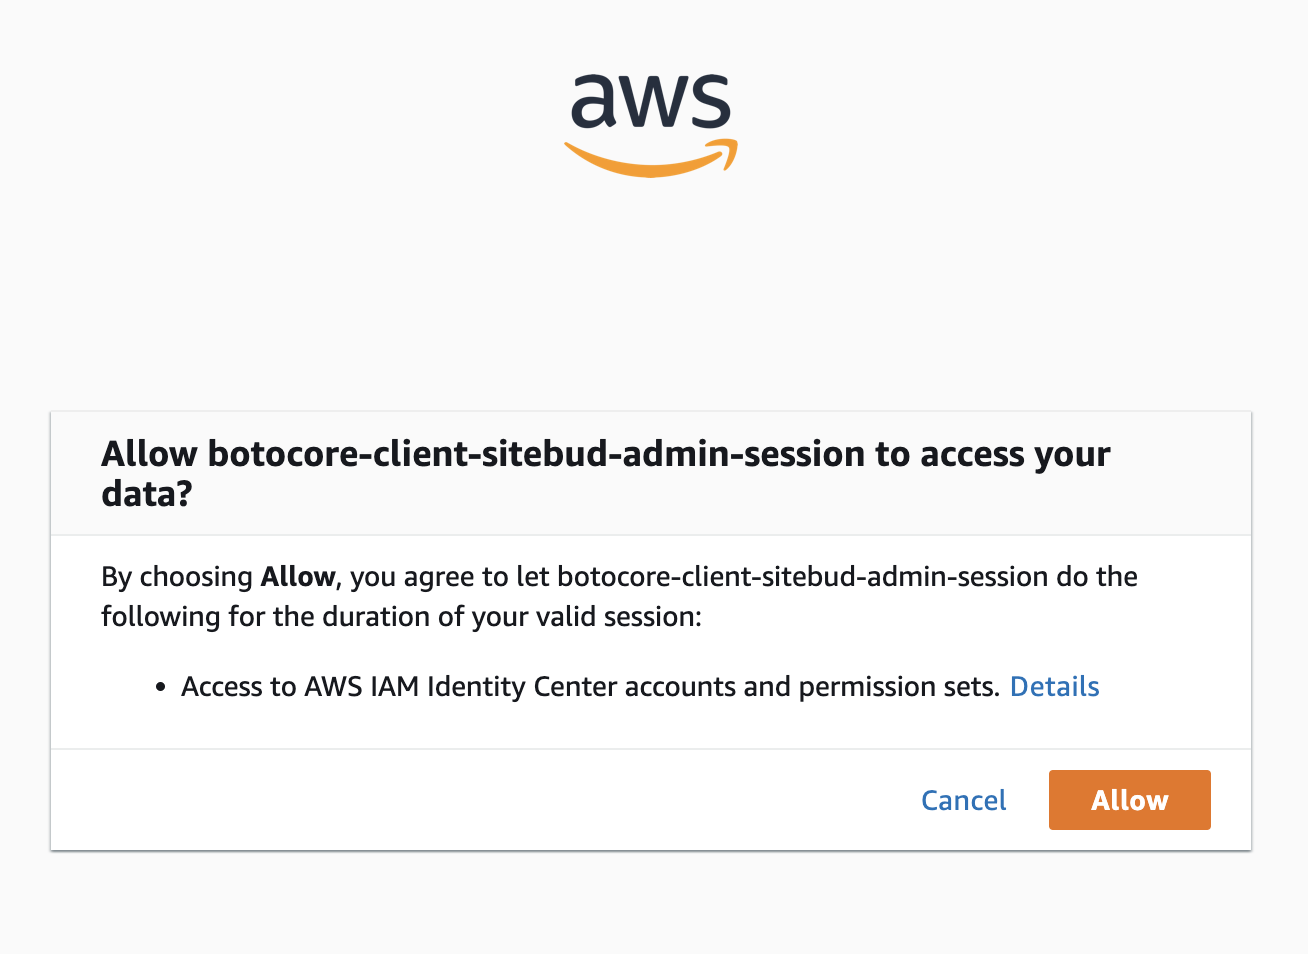 aws
Allow botocore-client-sitebud-admin-session to access your
data?
By choosing Allow, you agree to let botocore-client-sitebud-admin-session do the
following for the duration of your valid session:
• Access to AWS IAM Identity Center accounts and permission sets. Details
Cancel Allow